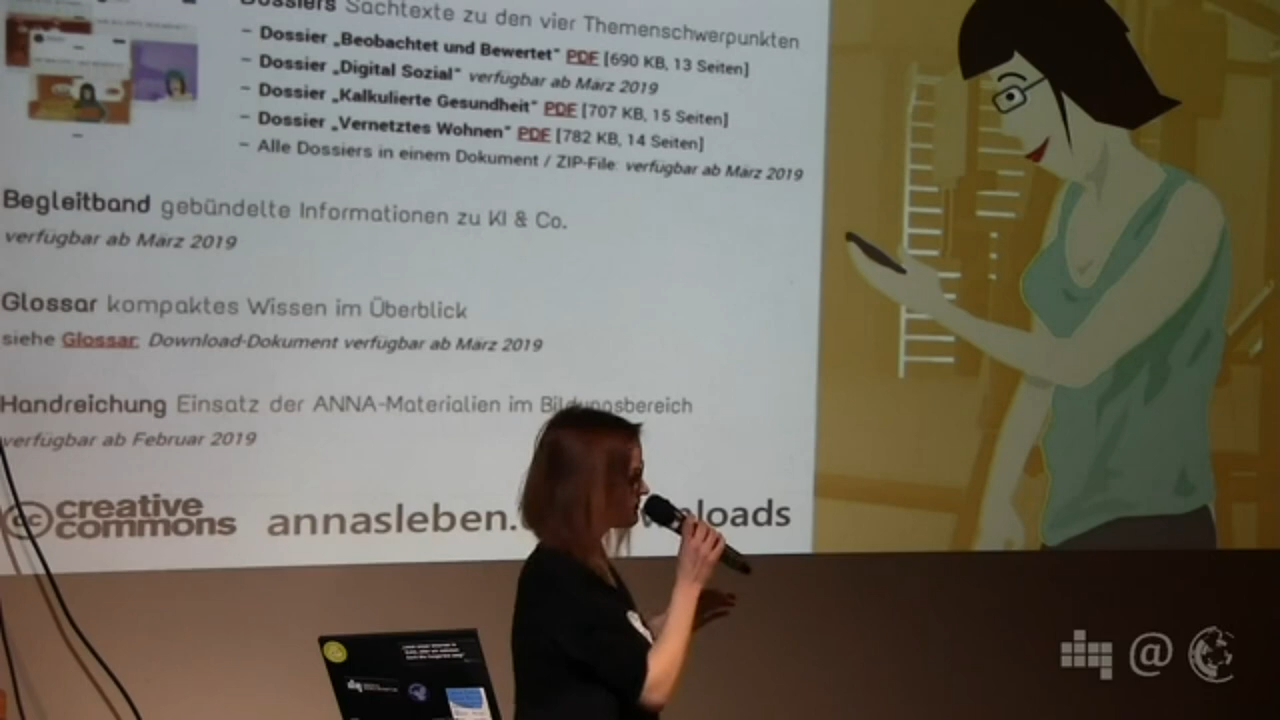 Dossiers Sachtexte zu den vier Themenschwerpunkten
– Dossier „Beobachtet und Bewertet“ PDF [690 KB, 13 Seiten]
– Dossier „Digital Sozial“ verfügbar ab März 2019
– Dossier „Kalkulierte Gesundheit“ PDF [707 KB, 15 Seiten]
– Dossier „Vernetztes Wohnen“ PDF [782 KB, 14 Seiten]
– Alle Dossiers in einem Dokument / ZIP-File: verfügbar ab März 2019
Begleitband gebündelte Informationen zu KI & Co.
verfügbar ab März 2019
Glossar kompaktes Wissen im Überblick
siehe Glossar, Download-Dokument verfügbar ab März 2019
Handreichung Einsatz der ANNA-Materialien im Bildungsbereich
verfügbar ab Februar 2019
cc creative commons annasleben. wnloads
@